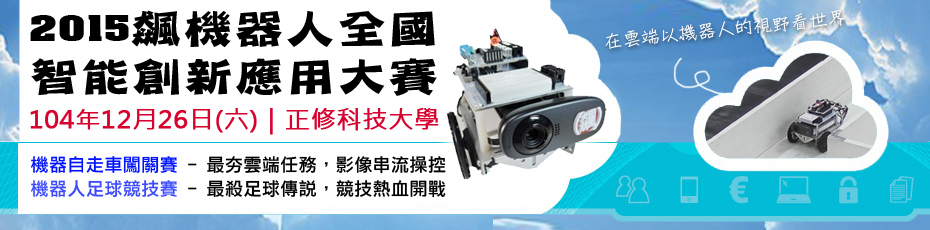 2015飆機器人全國
智能創新應用大賽
104年12月26日(六) | 正修科技大學
機器自走車闖關賽 - 最夯雲端任務，影像串流操控
機器人足球競技賽 - 最殺足球傳說，競技熱血開戰
在雲端以機器人的視野看世界